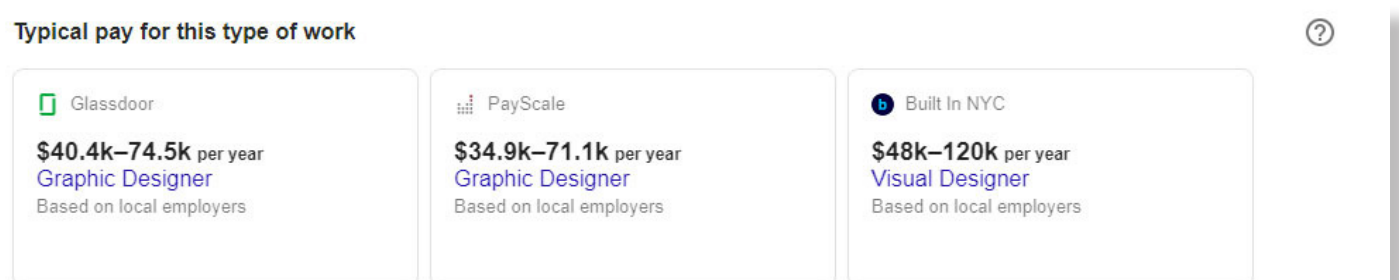 Typical pay for this type of work
Glassdoor
$40.4k–74.5k per year
Graphic Designer
Based on local employers
PayScale
$34.9k–71.1k per year
Graphic Designer
Based on local employers
b Built In NYC
$48k–120k per year
Visual Designer
Based on local employers